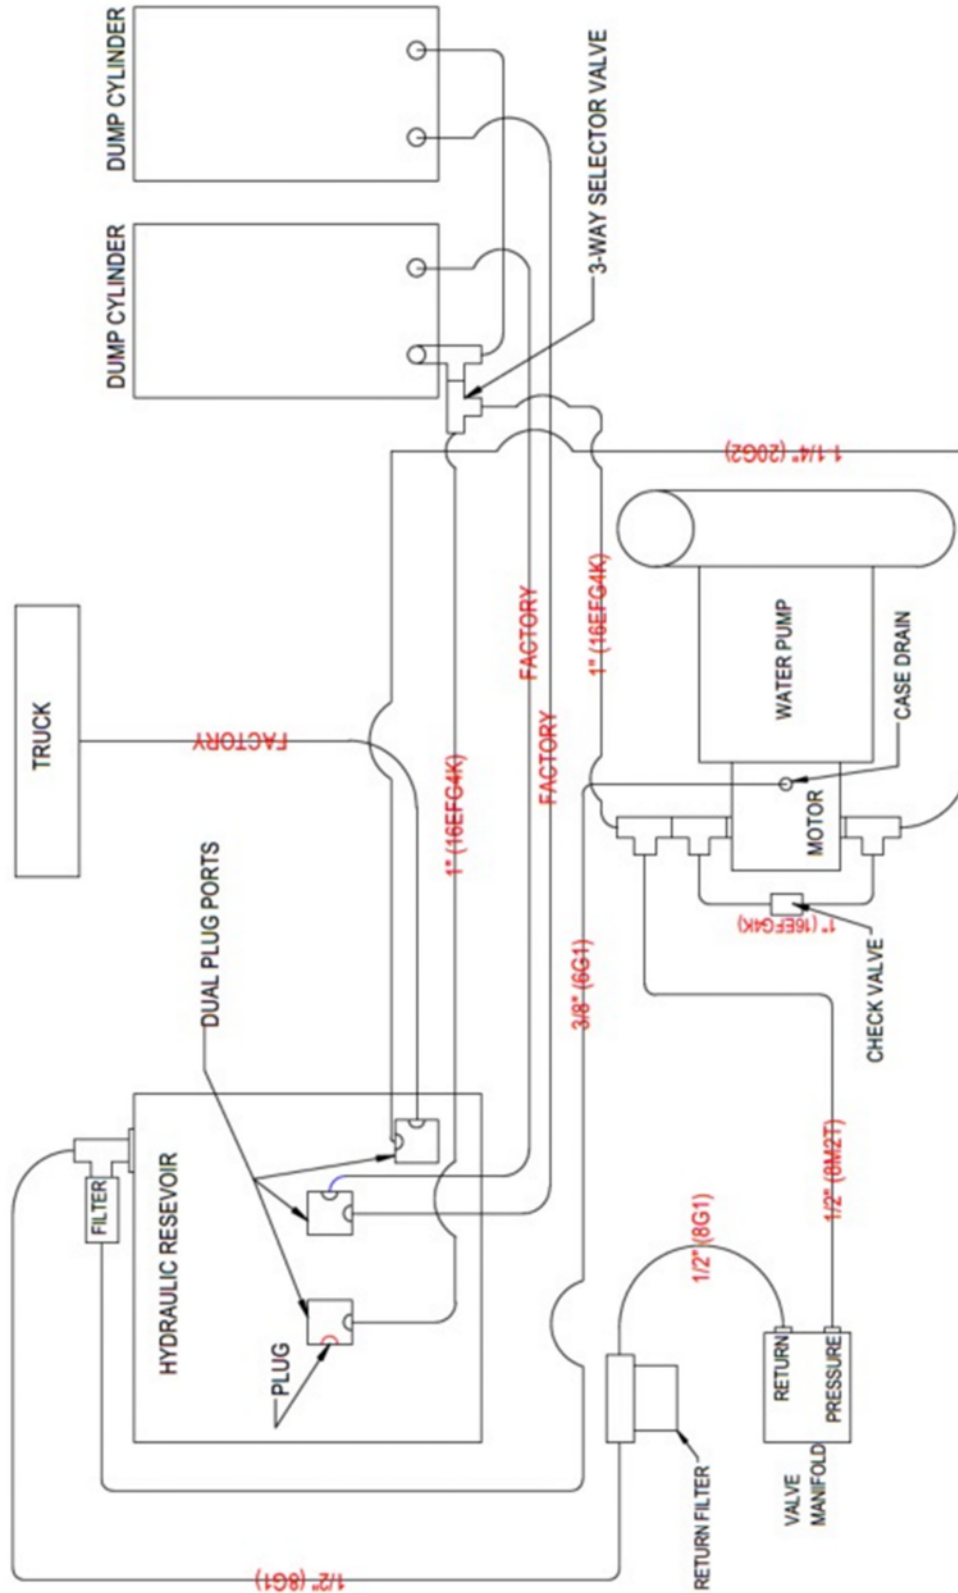 DUMP CYLINDER
DUMP CYLINDER
3-WAY SELECTOR VALVE
TRUCK
FACTORY
1-1/4" (20G2)
FACTORY
1" (16EFG4K)
1" (16EFG4K)
FACTORY
WATER PUMP
CASE DRAIN
MOTOR
DUAL PLUG PORTS
3/8" (6G1)
1" (16EFG4K)
CHECK VALVE
FILTER
HYDRAULIC RESEVOIR
PLUG
1/2" (8M2T)
1/2" (8G1)
RETURN
PRESSURE
VALVE
MANIFOLD
RETURN FILTER
1/2" (8G1)